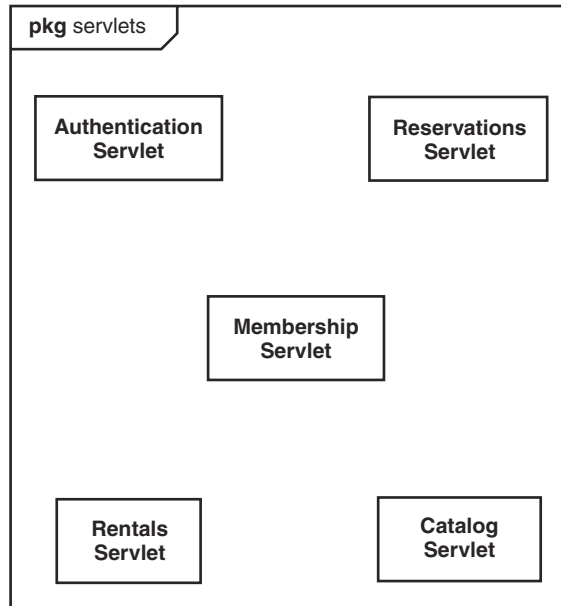 pkg servlets
Authentication
Servlet
Reservations
Servlet
Membership
Servlet
Rentals
Servlet
Catalog
Servlet